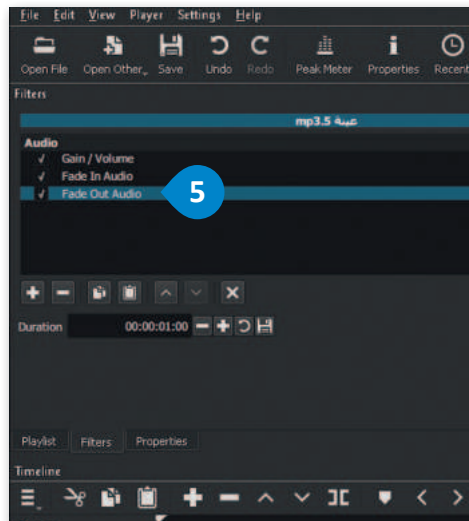 File Edit View Player Settings Help
Open File Open Other Save Undo Redo Peak Meter Properties Recent
Filters
عينة mp3.5
Audio
Gain / Volume
Fade In Audio
Fade Out Audio
5
Duration 00:00:01:00
Playlist Filters Properties
Timeline